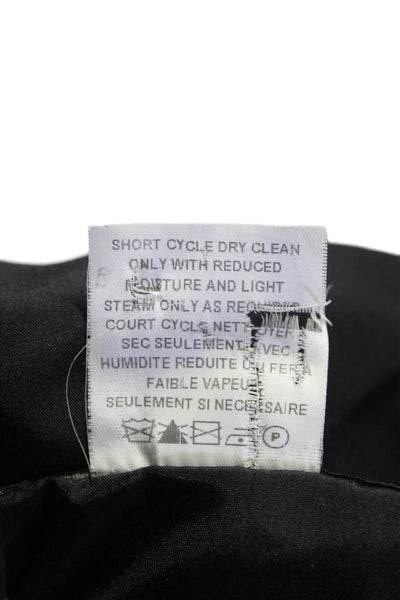 SHORT CYCLE DRY CLEAN
ONLY WITH REDUCED
MOISTURE AND LIGHT
STEAM ONLY AS REQUIRED
COURT CYCLE NETTOYER
SEC SEULEMENT AVEC
HUMIDITE REDUITE OU FER A
FAIBLE VAPEUR
SEULEMENT SI NECESSAIRE
P